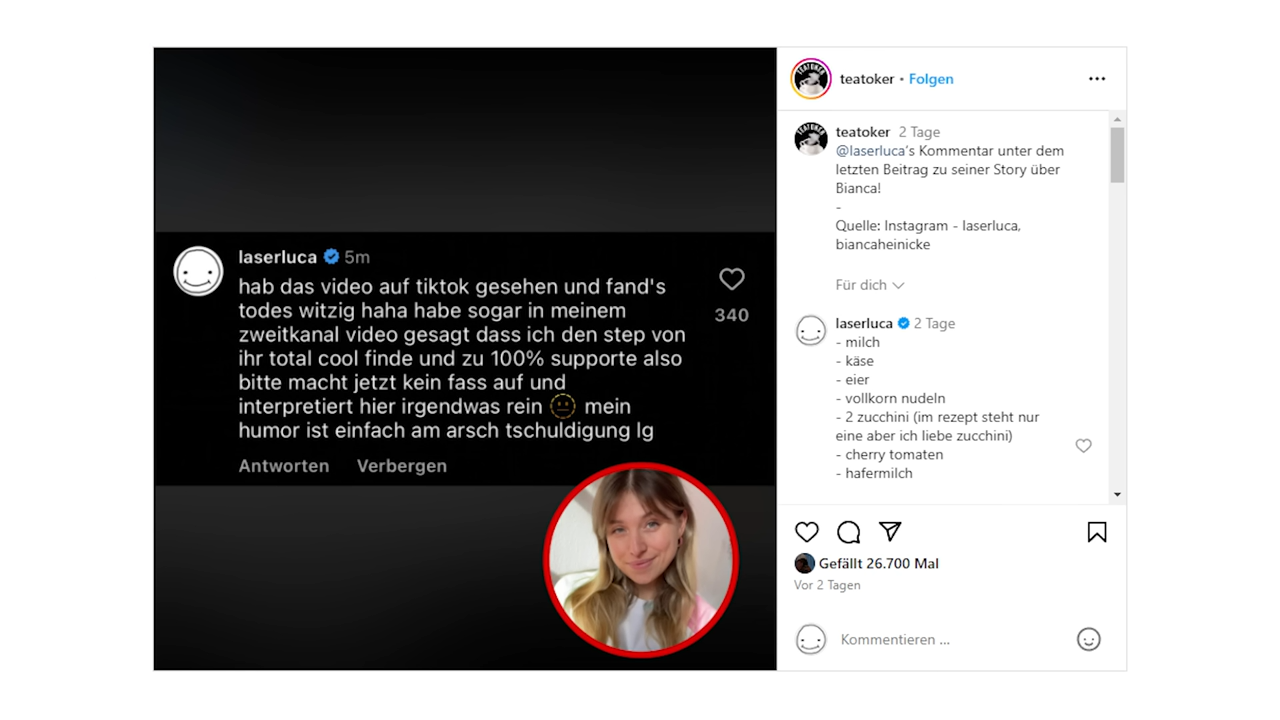 laserluca 5m
hab das video auf tiktok gesehen und fand's
todes witzig haha habe sogar in meinem
zweitkanal video gesagt dass ich den step von
ihr total cool finde und zu 100% supporte also
bitte macht jetzt kein fass auf und
interpretiert hier irgendwas rein 😐 mein
humor ist einfach am arsch tschuldigung lg
340
Antworten Verbergen
teatoker • Folgen
teatoker 2 Tage
@laserluca's Kommentar unter dem
letzten Beitrag zu seiner Story über
Bianca!
-
Quelle: Instagram - laserluca,
biancaheinicke
Für dich
laserluca 2 Tage
- milch
- käse
- eier
- vollkorn nudeln
- 2 zucchini (im rezept steht nur
eine aber ich liebe zucchini)
- cherry tomaten
- hafermilch
Gefällt 26.700 Mal
Vor 2 Tagen
Kommentieren ...